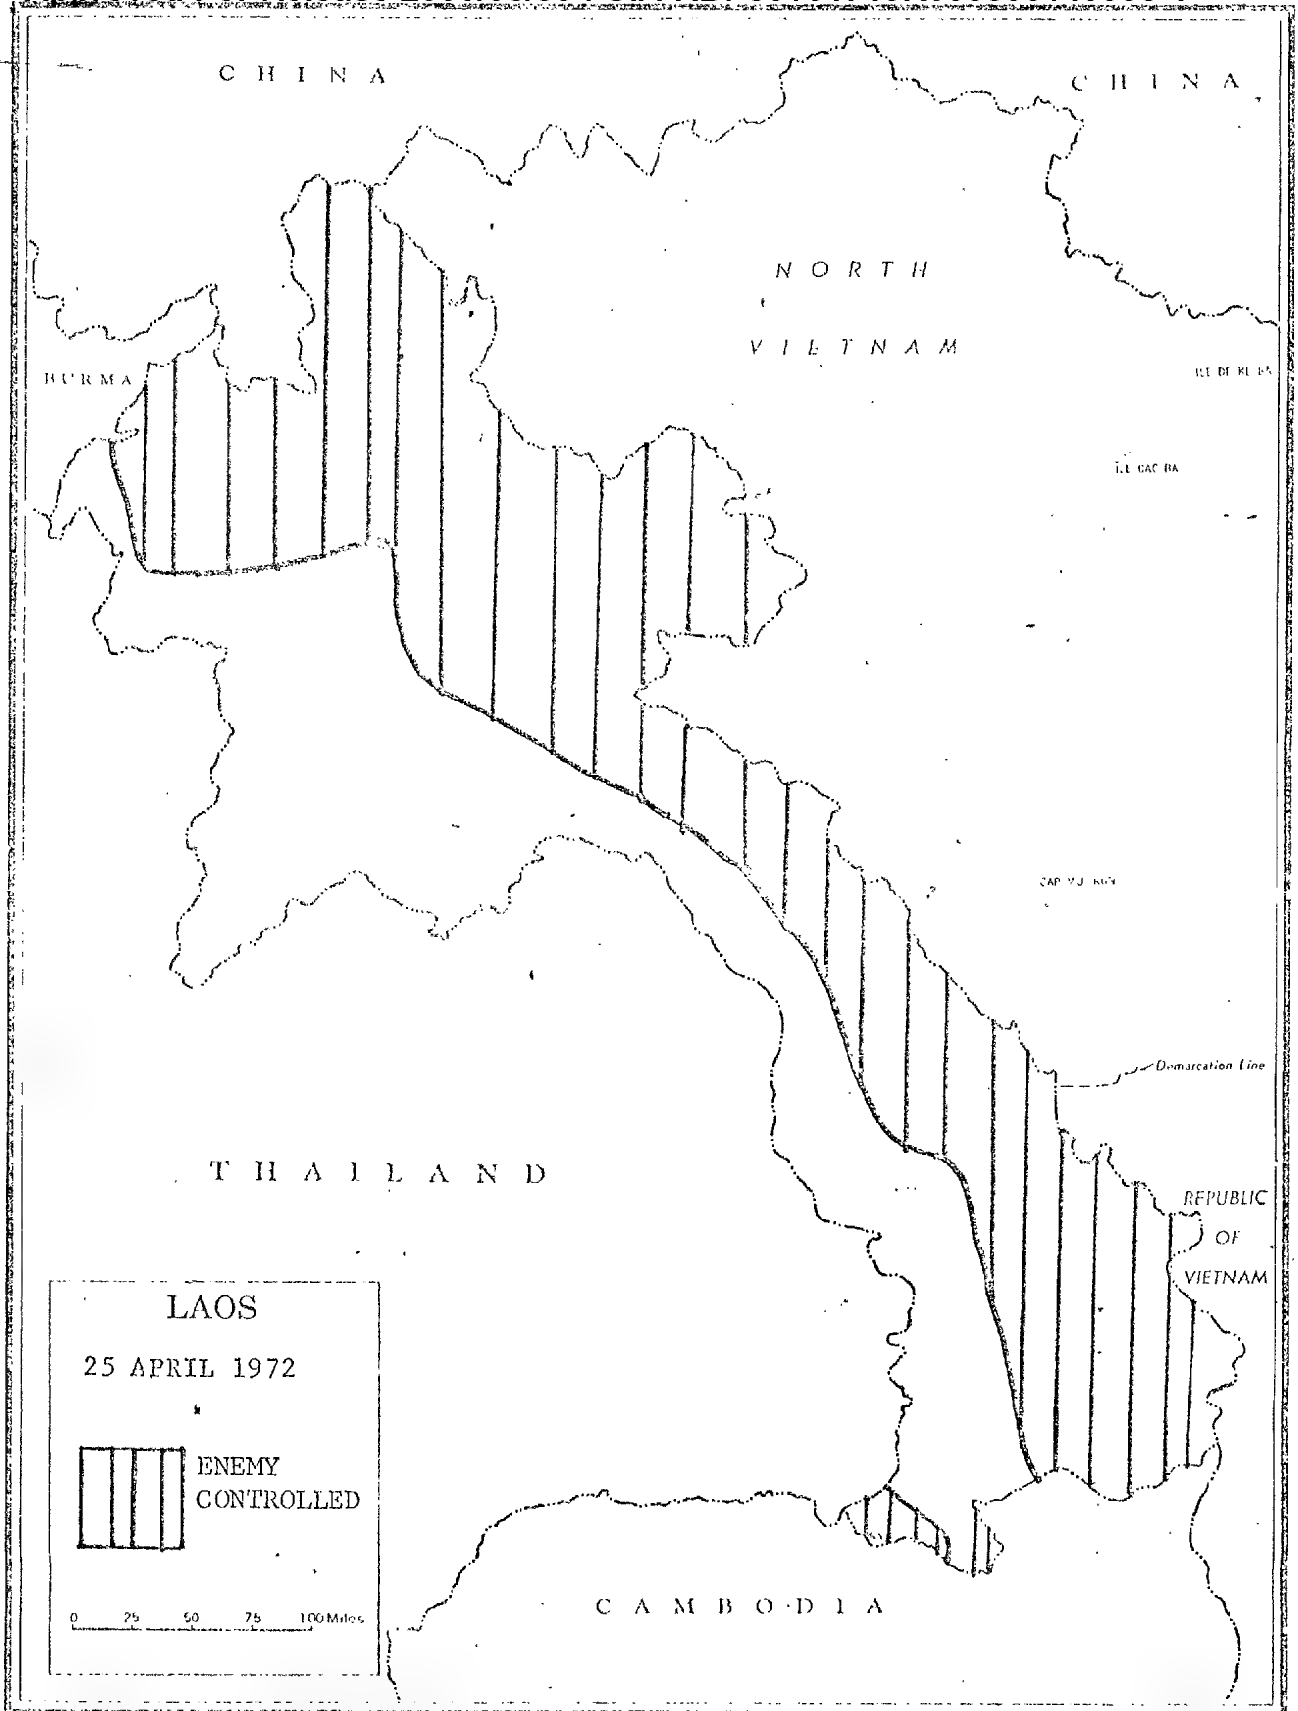 CHINA
CHINA
NORTH
VIETNAM
BURMA
Demarcation Line
THAILAND
REPUBLIC
OF
VIETNAM
LAOS
25 APRIL 1972
ENEMY
CONTROLLED
0 25 50 75 100 Miles
CAMBODIA